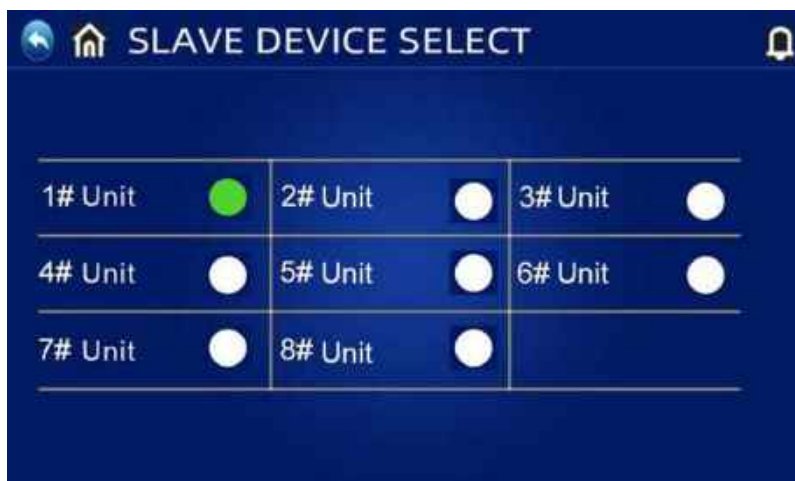 SLAVE DEVICE SELECT
1# Unit 2# Unit 3# Unit
4# Unit 5# Unit 6# Unit
7# Unit 8# Unit